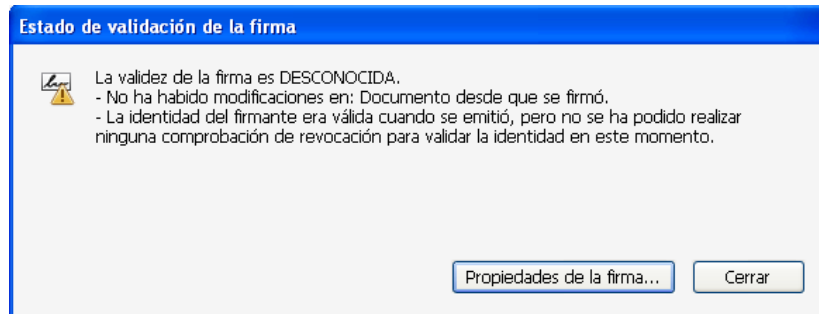 Estado de validación de la firma
La validez de la firma es DESCONOCIDA.
- No ha habido modificaciones en: Documento desde que se firmó.
- La identidad del firmante era válida cuando se emitió, pero no se ha podido realizar
ninguna comprobación de revocación para validar la identidad en este momento.
Propiedades de la firma... Cerrar